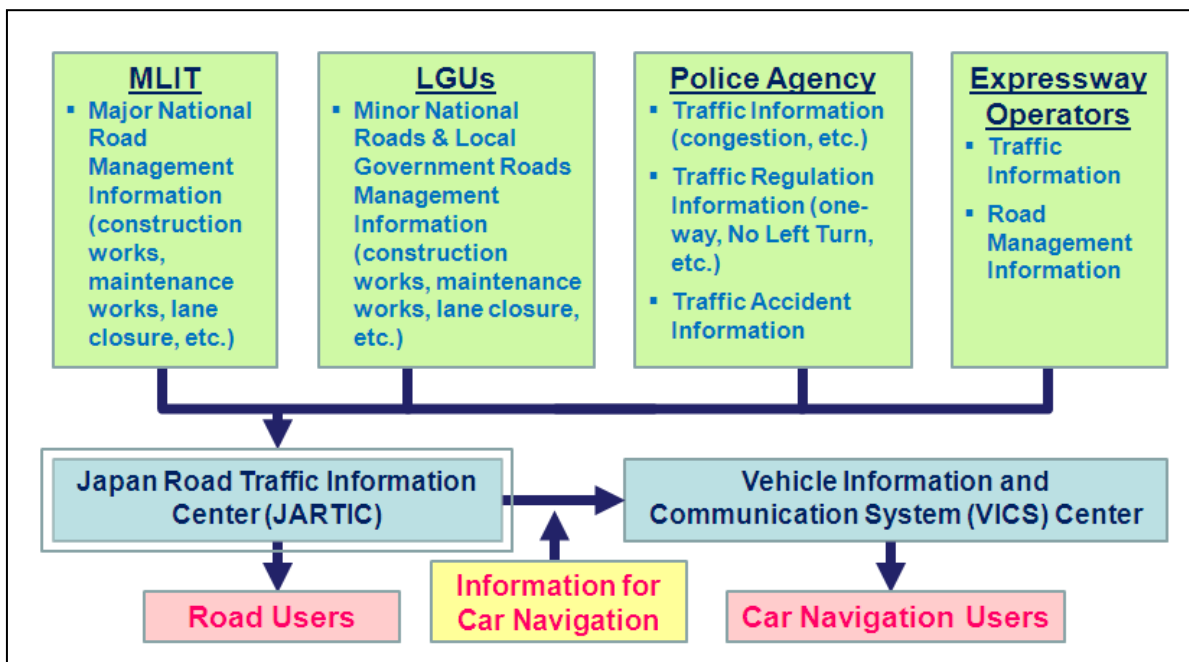 MLIT
▪ Major National
Road
Management
Information
(construction
works,
maintenance
works, lane
closure, etc.)
LGUs
▪ Minor National
Roads & Local
Government Roads
Management
Information
(construction
works, maintenance
works, lane closure,
etc.)
Police Agency
▪ Traffic Information
(congestion, etc.)
▪ Traffic Regulation
Information (one-
way, No Left Turn,
etc.)
▪ Traffic Accident
Information
Expressway
Operators
▪ Traffic
Information
▪ Road
Management
Information
Japan Road Traffic Information
Center (JARTIC)
Vehicle Information and
Communication System (VICS) Center
Road Users
Information for
Car Navigation
Car Navigation Users